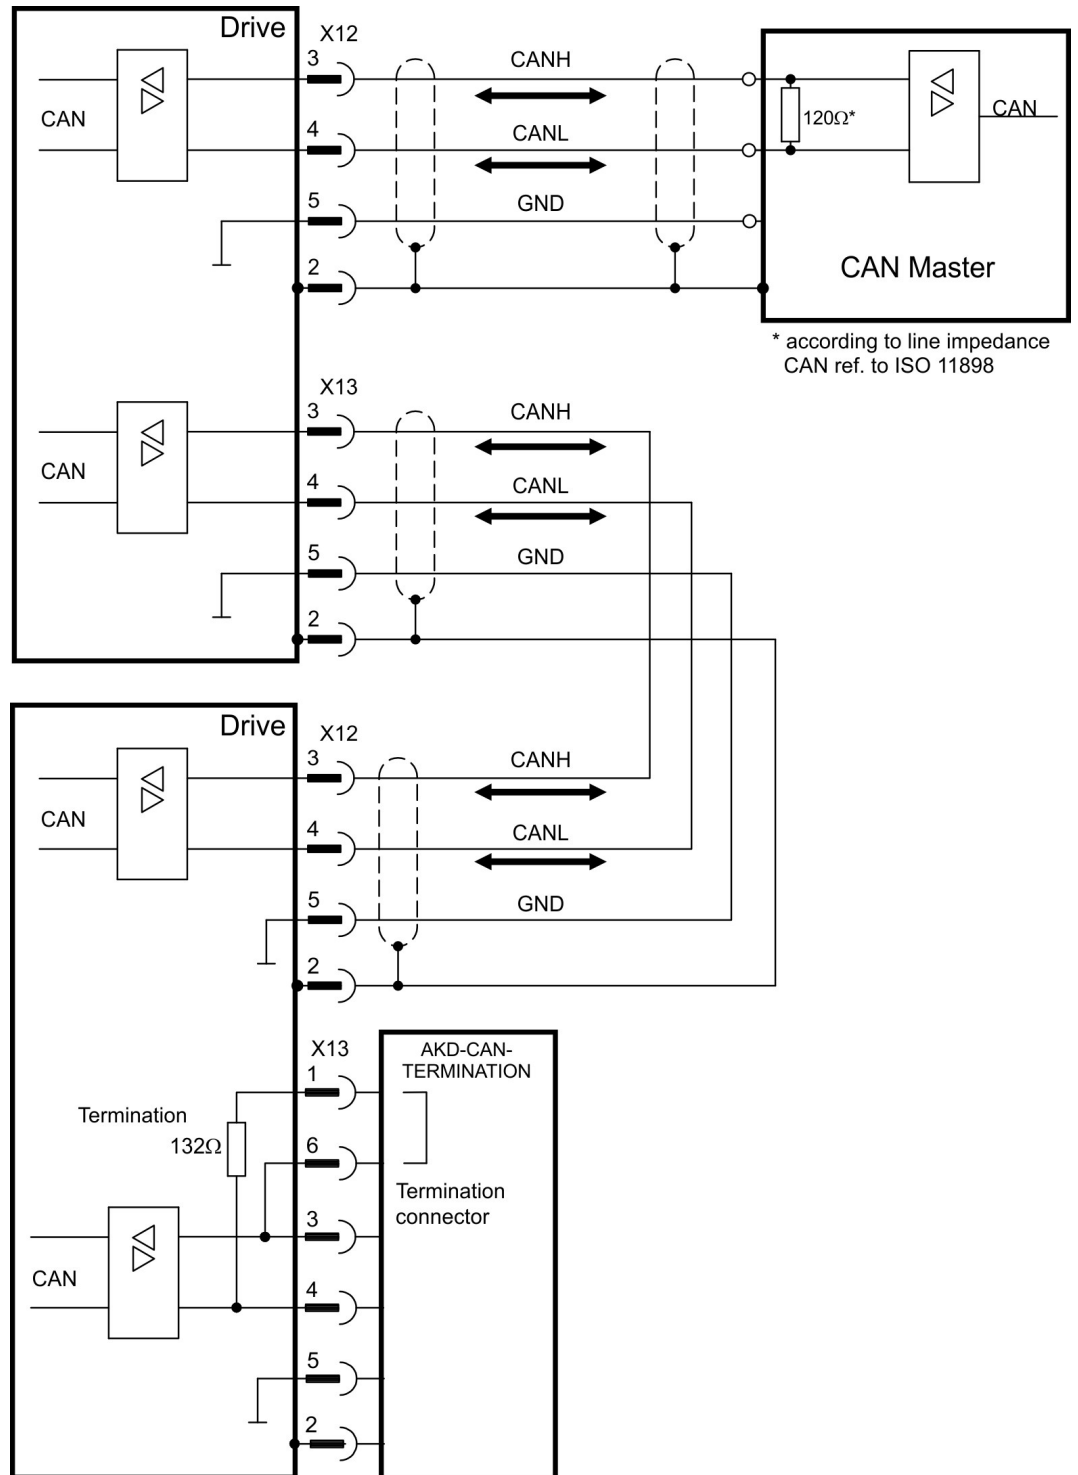 Drive
X12
3
CANH
CAN
120Ω*
CAN
4
CANL
5
GND
2
CAN Master
* according to line impedance
CAN ref. to ISO 11898
X13
3
CANH
CAN
4
CANL
5
GND
2
Drive
X12
3
CANH
CAN
4
CANL
5
GND
2
X13
AKD-CAN-
TERMINATION
1
Termination
132Ω
6
Termination
connector
3
CAN
4
5
2